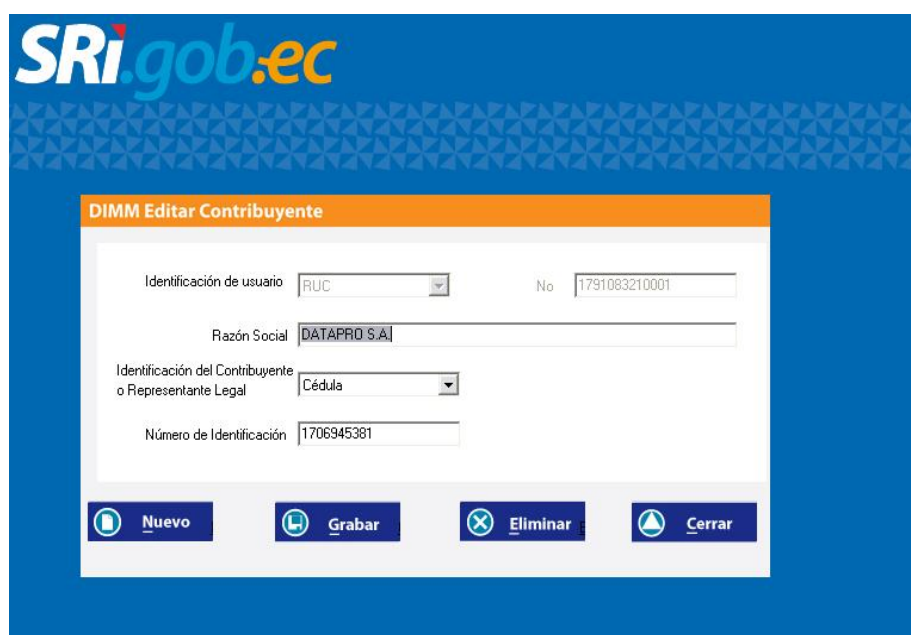 SRi.gob.ec
DIMM Editar Contribuyente
Identificación de usuario RUC No 1791083210001
Razón Social DATAPRO S.A.
Identificación del Contribuyente
o Representante Legal Cédula
Número de Identificación 1706945381
Nuevo Grabar Eliminar Cerrar